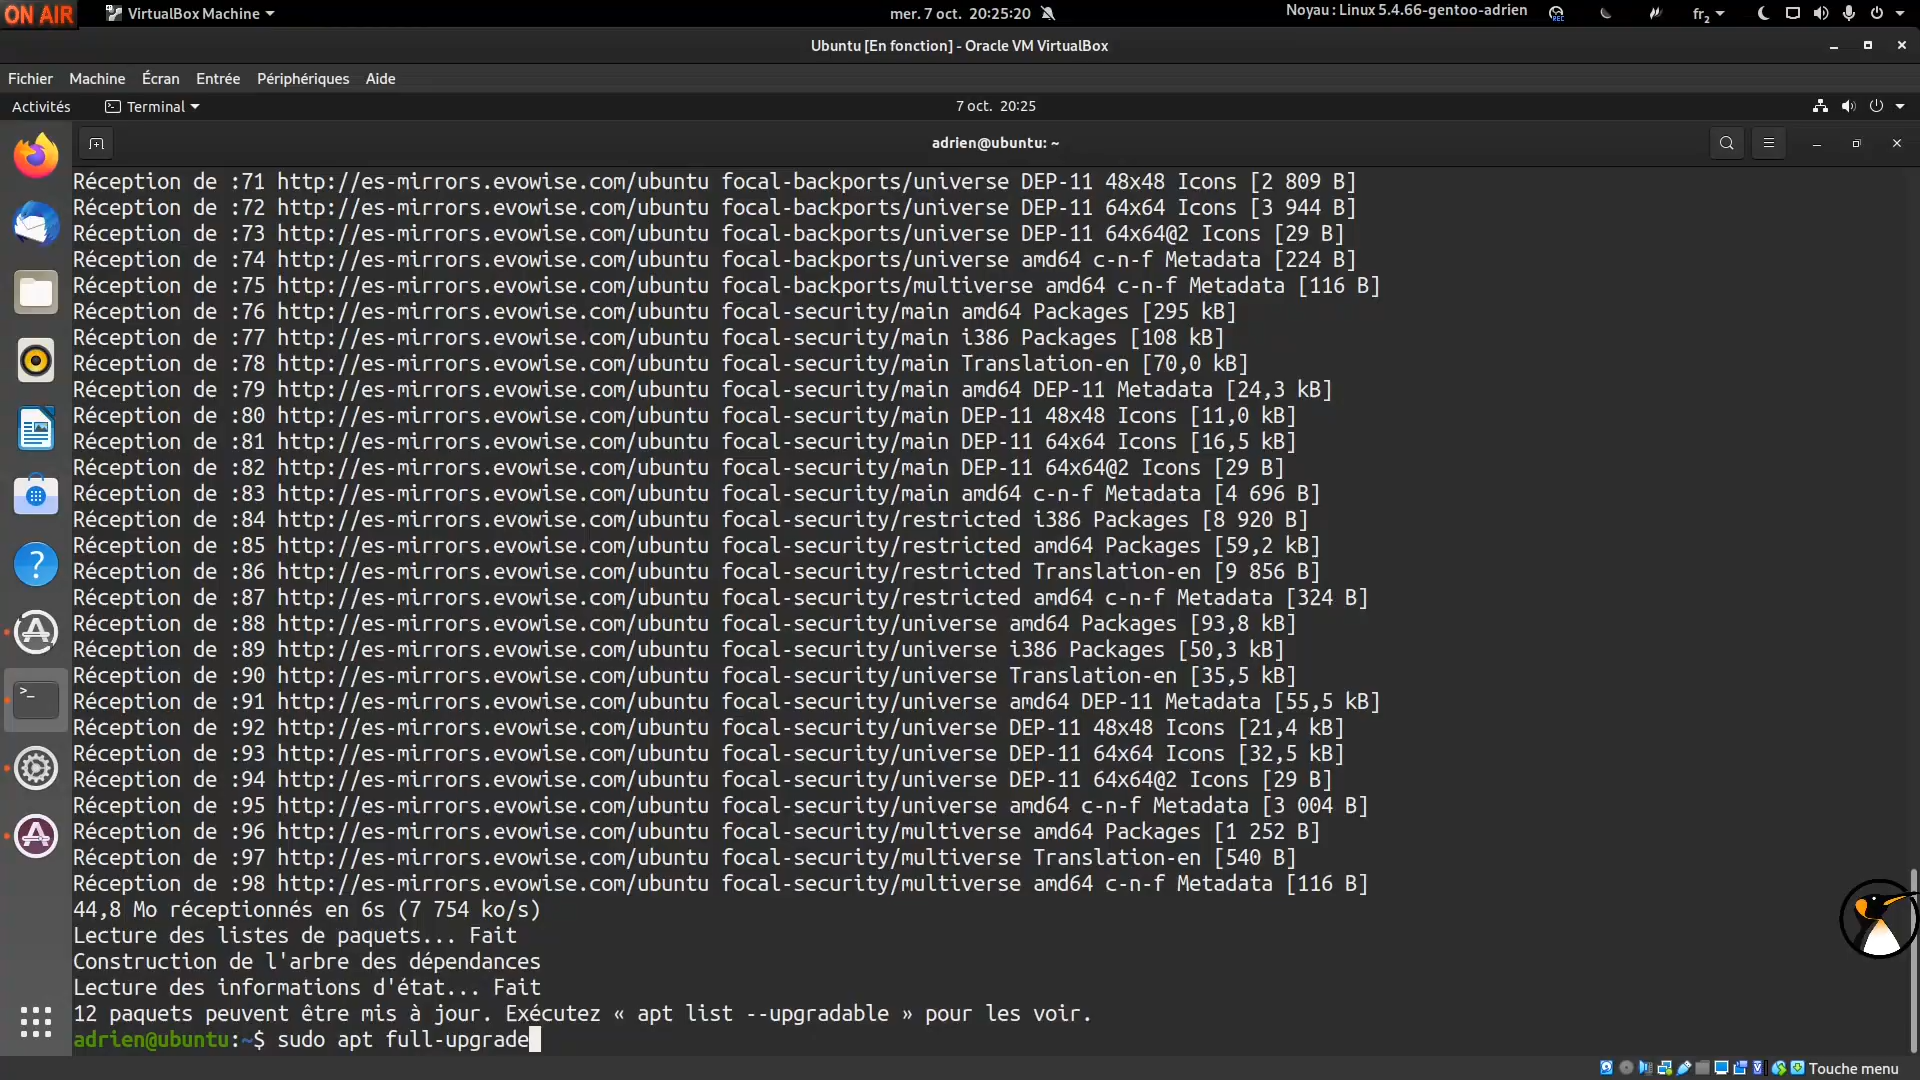 ON AIR VirtualBox Machine mer. 7 oct. 20:25:20 Noyau : Linux 5.4.66-gentoo-adrien REC fr₂
Ubuntu [En fonction] - Oracle VM VirtualBox
Fichier Machine Écran Entrée Périphériques Aide
Activités Terminal 7 oct. 20:25
adrien@ubuntu: ~
Réception de :71 http://es-mirrors.evowise.com/ubuntu focal-backports/universe DEP-11 48x48 Icons [2 809 B]
Réception de :72 http://es-mirrors.evowise.com/ubuntu focal-backports/universe DEP-11 64x64 Icons [3 944 B]
Réception de :73 http://es-mirrors.evowise.com/ubuntu focal-backports/universe DEP-11 64x64@2 Icons [29 B]
Réception de :74 http://es-mirrors.evowise.com/ubuntu focal-backports/universe amd64 c-n-f Metadata [224 B]
Réception de :75 http://es-mirrors.evowise.com/ubuntu focal-backports/multiverse amd64 c-n-f Metadata [116 B]
Réception de :76 http://es-mirrors.evowise.com/ubuntu focal-security/main amd64 Packages [295 kB]
Réception de :77 http://es-mirrors.evowise.com/ubuntu focal-security/main i386 Packages [108 kB]
Réception de :78 http://es-mirrors.evowise.com/ubuntu focal-security/main Translation-en [70,0 kB]
Réception de :79 http://es-mirrors.evowise.com/ubuntu focal-security/main amd64 DEP-11 Metadata [24,3 kB]
Réception de :80 http://es-mirrors.evowise.com/ubuntu focal-security/main DEP-11 48x48 Icons [11,0 kB]
Réception de :81 http://es-mirrors.evowise.com/ubuntu focal-security/main DEP-11 64x64 Icons [16,5 kB]
Réception de :82 http://es-mirrors.evowise.com/ubuntu focal-security/main DEP-11 64x64@2 Icons [29 B]
Réception de :83 http://es-mirrors.evowise.com/ubuntu focal-security/main amd64 c-n-f Metadata [4 696 B]
Réception de :84 http://es-mirrors.evowise.com/ubuntu focal-security/restricted i386 Packages [8 920 B]
Réception de :85 http://es-mirrors.evowise.com/ubuntu focal-security/restricted amd64 Packages [59,2 kB]
Réception de :86 http://es-mirrors.evowise.com/ubuntu focal-security/restricted Translation-en [9 856 B]
Réception de :87 http://es-mirrors.evowise.com/ubuntu focal-security/restricted amd64 c-n-f Metadata [324 B]
Réception de :88 http://es-mirrors.evowise.com/ubuntu focal-security/universe amd64 Packages [93,8 kB]
Réception de :89 http://es-mirrors.evowise.com/ubuntu focal-security/universe i386 Packages [50,3 kB]
Réception de :90 http://es-mirrors.evowise.com/ubuntu focal-security/universe Translation-en [35,5 kB]
Réception de :91 http://es-mirrors.evowise.com/ubuntu focal-security/universe amd64 DEP-11 Metadata [55,5 kB]
Réception de :92 http://es-mirrors.evowise.com/ubuntu focal-security/universe DEP-11 48x48 Icons [21,4 kB]
Réception de :93 http://es-mirrors.evowise.com/ubuntu focal-security/universe DEP-11 64x64 Icons [32,5 kB]
Réception de :94 http://es-mirrors.evowise.com/ubuntu focal-security/universe DEP-11 64x64@2 Icons [29 B]
Réception de :95 http://es-mirrors.evowise.com/ubuntu focal-security/universe amd64 c-n-f Metadata [3 004 B]
Réception de :96 http://es-mirrors.evowise.com/ubuntu focal-security/multiverse amd64 Packages [1 252 B]
Réception de :97 http://es-mirrors.evowise.com/ubuntu focal-security/multiverse Translation-en [540 B]
Réception de :98 http://es-mirrors.evowise.com/ubuntu focal-security/multiverse amd64 c-n-f Metadata [116 B]
44,8 Mo réceptionnés en 6s (7 754 ko/s)
Lecture des listes de paquets... Fait
Construction de l'arbre des dépendances
Lecture des informations d'état... Fait
12 paquets peuvent être mis à jour. Exécutez « apt list --upgradable » pour les voir.
adrien@ubuntu:~$ sudo apt full-upgrade
Touche menu